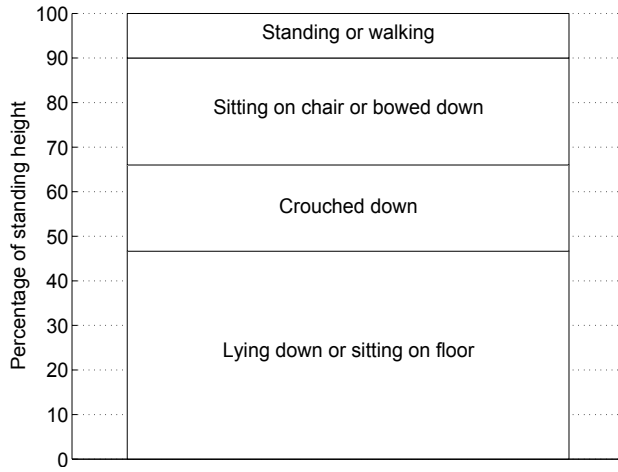 100
Standing or walking
90
80
Sitting on chair or bowed down
70
60
Crouched down
50
40
30
Lying down or sitting on floor
20
10
0
Percentage of standing height